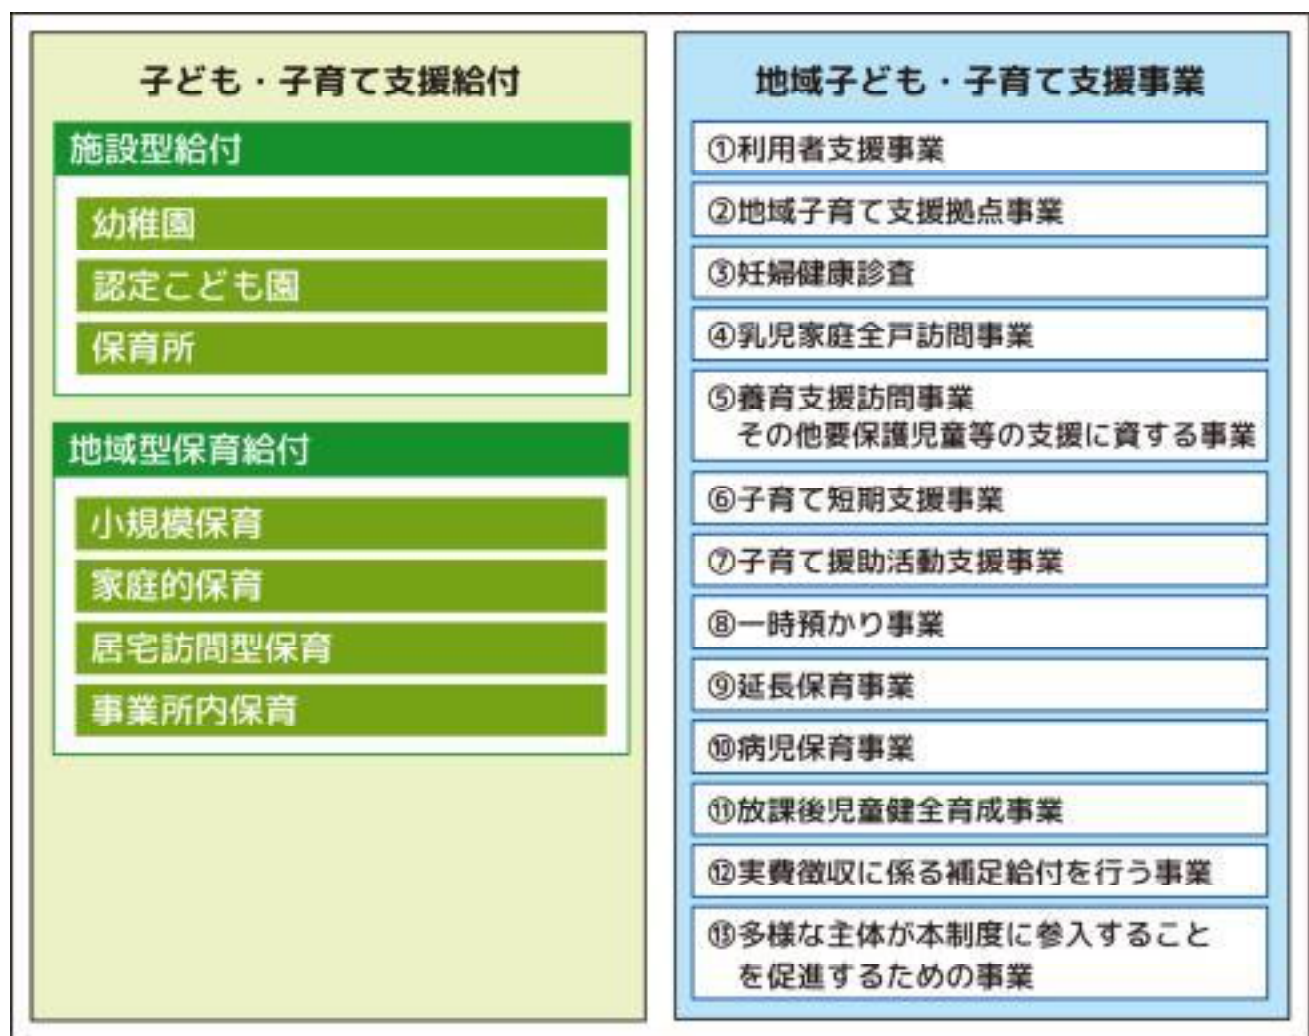 子ども・子育て支援給付
施設型給付
幼稚園
認定こども園
保育所
地域型保育給付
小規模保育
家庭的保育
居宅訪問型保育
事業所内保育
地域子ども・子育て支援事業
①利用者支援事業
②地域子育て支援拠点事業
③妊婦健康診査
④乳児家庭全戸訪問事業
⑤養育支援訪問事業
その他要保護児童等の支援に資する事業
⑥子育て短期支援事業
⑦子育て援助活動支援事業
⑧一時預かり事業
⑨延長保育事業
⑩病児保育事業
⑪放課後児童健全育成事業
⑫実費徴収に係る補足給付を行う事業
⑬多様な主体が本制度に参入すること
を促進するための事業